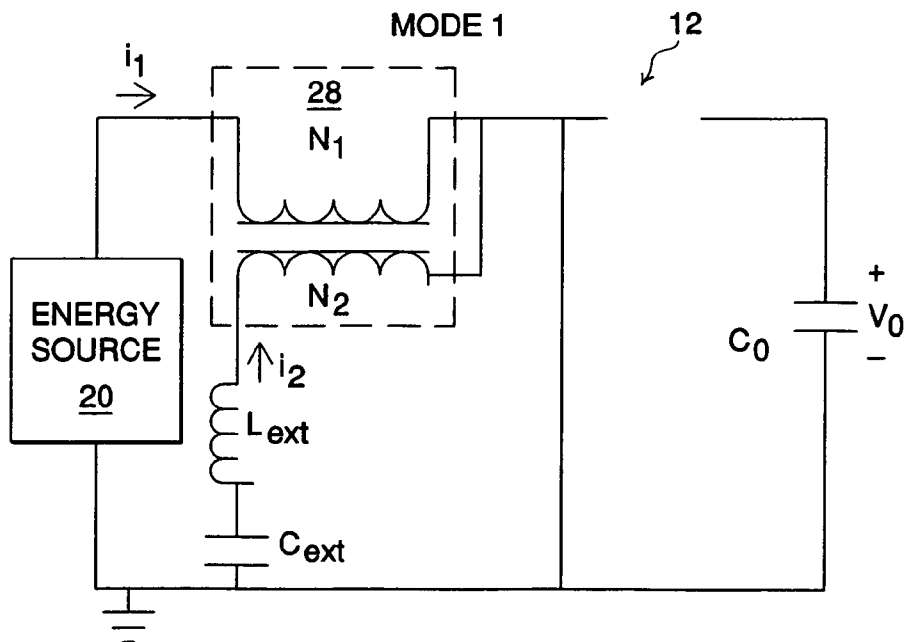 MODE 1
12
i1
28
N1
N2
ENERGY
SOURCE
20
i2
Lext
Cext
C0
+
V0
−